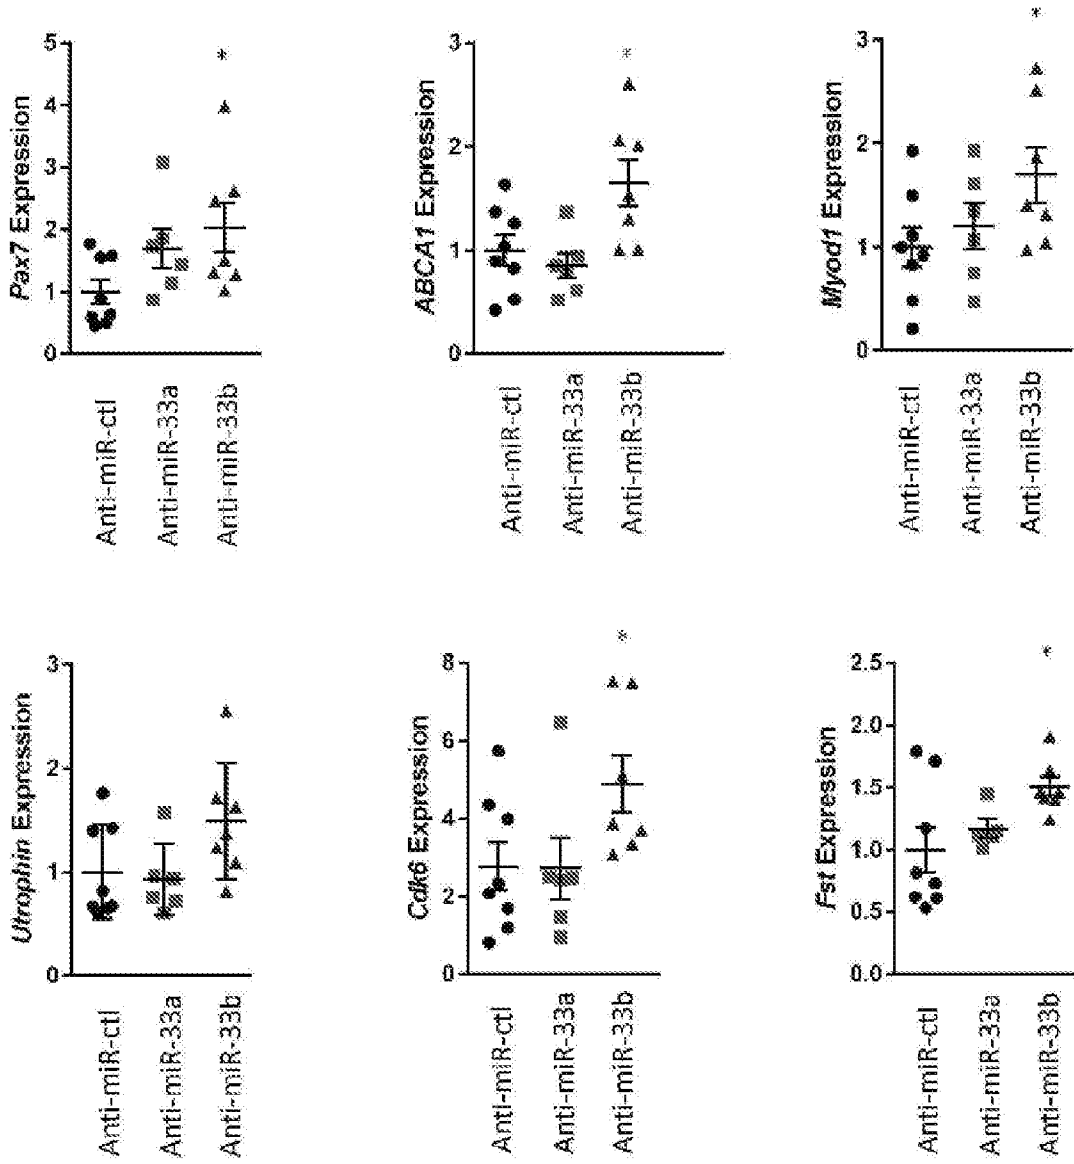 Pax7 Expression
5
4
3
2
1
0
*
Anti-miR-ctl
Anti-miR-33a
Anti-miR-33b
ABCA1 Expression
3
2
1
0
*
Anti-miR-ctl
Anti-miR-33a
Anti-miR-33b
Myod1 Expression
3
2
1
0
*
Anti-miR-ctl
Anti-miR-33a
Anti-miR-33b
Utrophin Expression
3
2
1
0
Anti-miR-ctl
Anti-miR-33a
Anti-miR-33b
Cdk6 Expression
8
6
4
2
0
*
Anti-miR-ctl
Anti-miR-33a
Anti-miR-33b
Fst Expression
2.5
2.0
1.5
1.0
0.5
0.0
*
Anti-miR-ctl
Anti-miR-33a
Anti-miR-33b